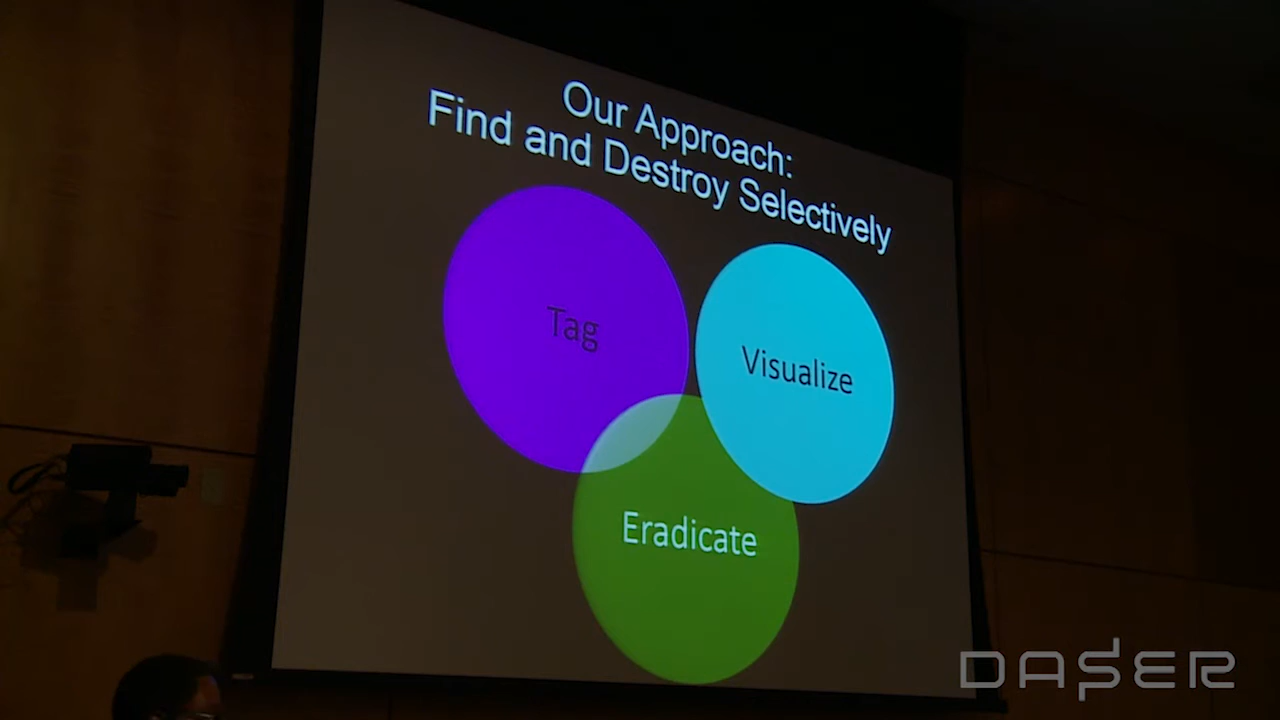 Our Approach:
Find and Destroy Selectively
Tag
Visualize
Eradicate
DASER